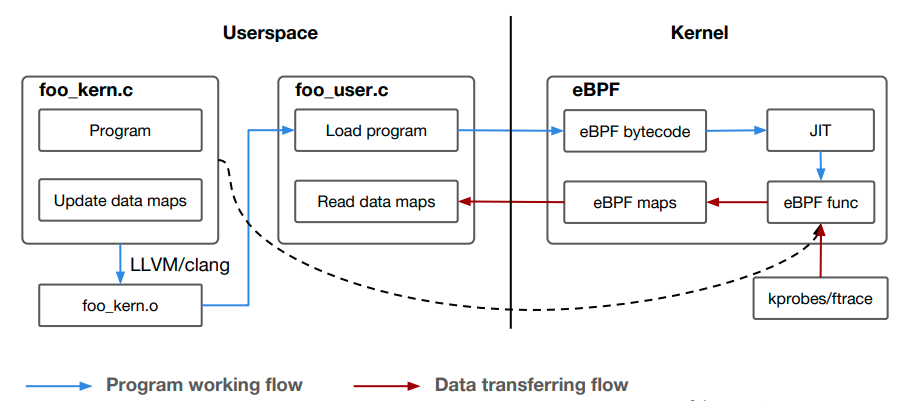 Userspace
Kernel
foo_kern.c
Program
Update data maps
LLVM/clang
foo_kern.o
foo_user.c
Load program
Read data maps
eBPF
eBPF bytecode
JIT
eBPF maps
eBPF func
kprobes/ftrace
Program working flow
Data transferring flow